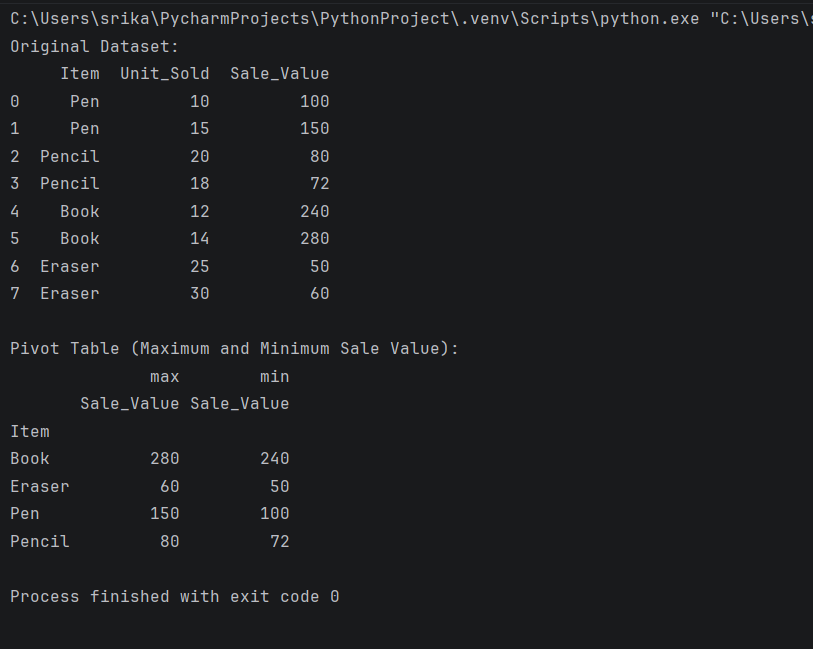 C:\Users\srika\PycharmProjects\PythonProject\.venv\Scripts\python.exe "C:\Users\
Original Dataset:
     Item  Unit_Sold  Sale_Value
0     Pen         10         100
1     Pen         15         150
2  Pencil         20          80
3  Pencil         18          72
4    Book         12         240
5    Book         14         280
6  Eraser         25          50
7  Eraser         30          60
Pivot Table (Maximum and Minimum Sale Value):
              max        min
       Sale_Value Sale_Value
Item
Book          280        240
Eraser         60         50
Pen           150        100
Pencil         80         72
Process finished with exit code 0